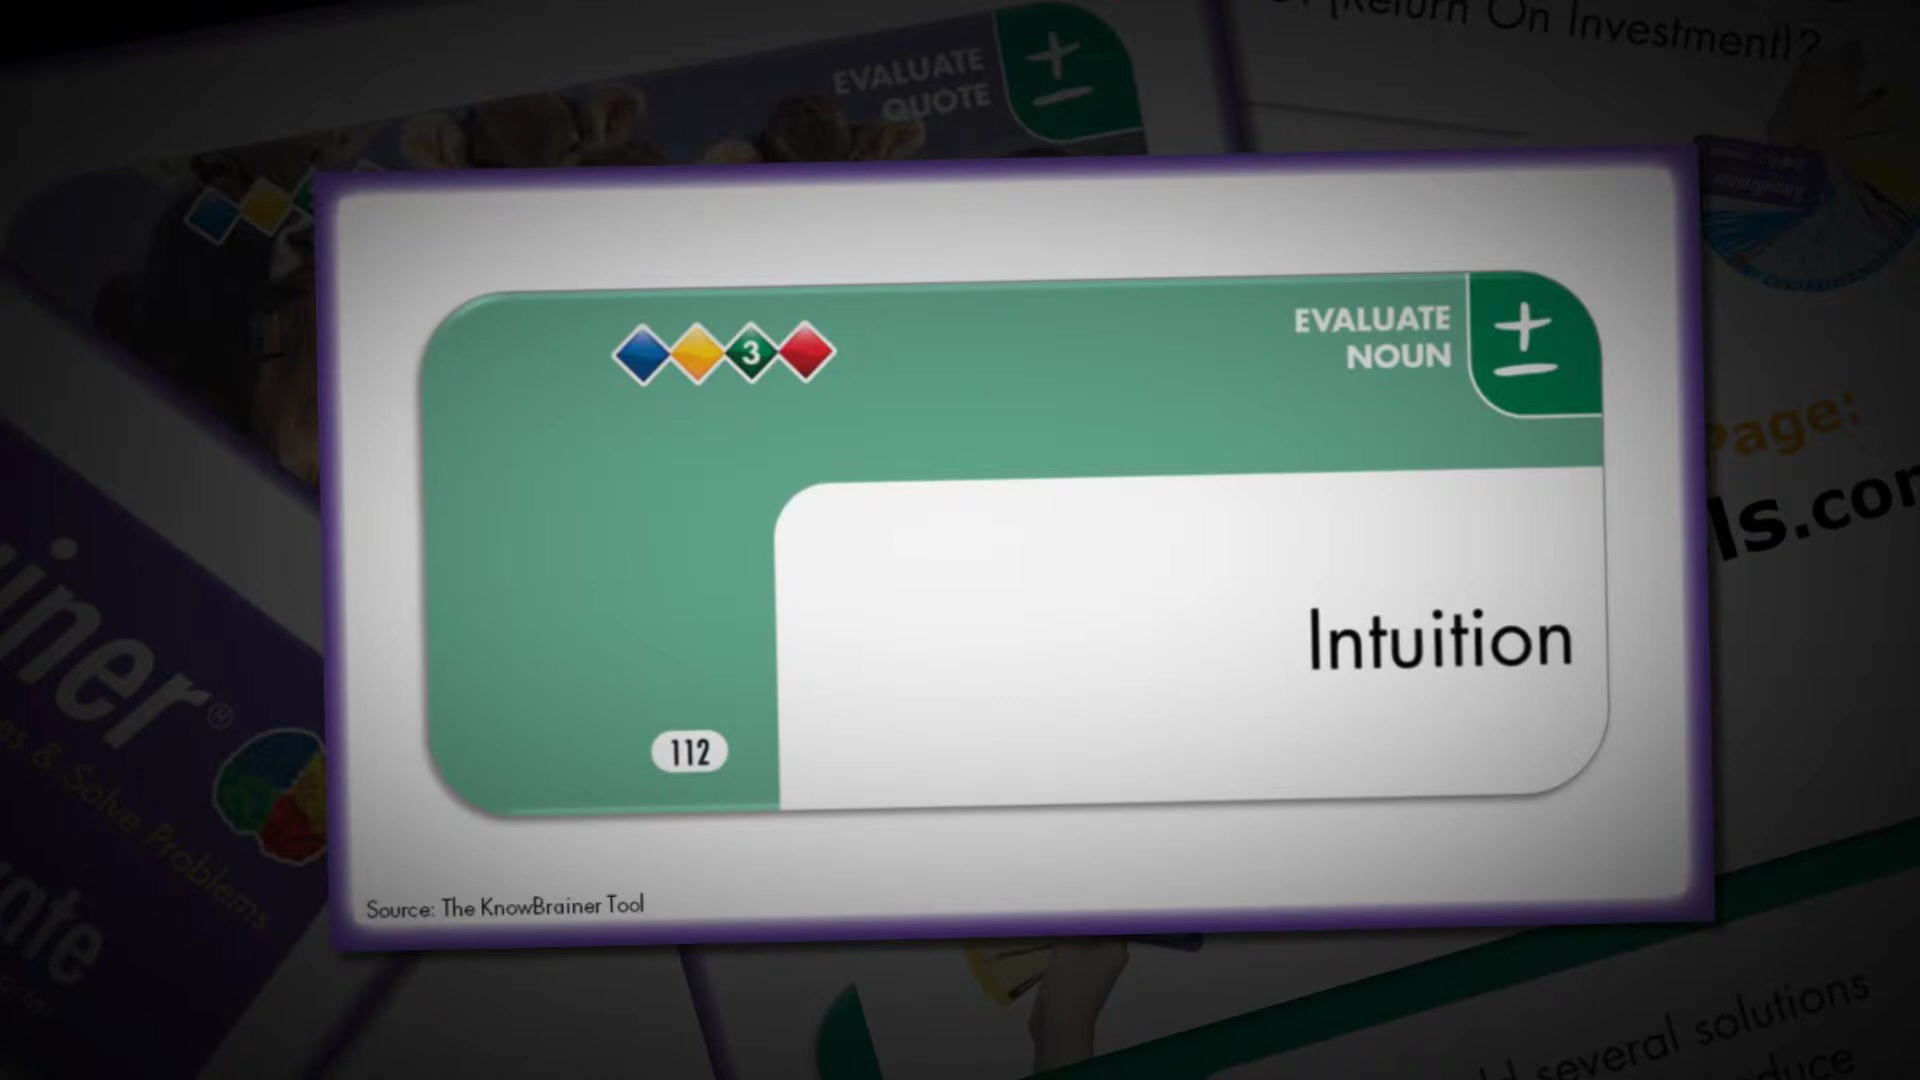 (Return On Investment)?
EVALUATE
QUOTE
EVALUATE
NOUN
3
Page:
ls.com
Intuition
iner®
as & Solve Problems
112
Source: The KnowBrainer Tool
several solutions